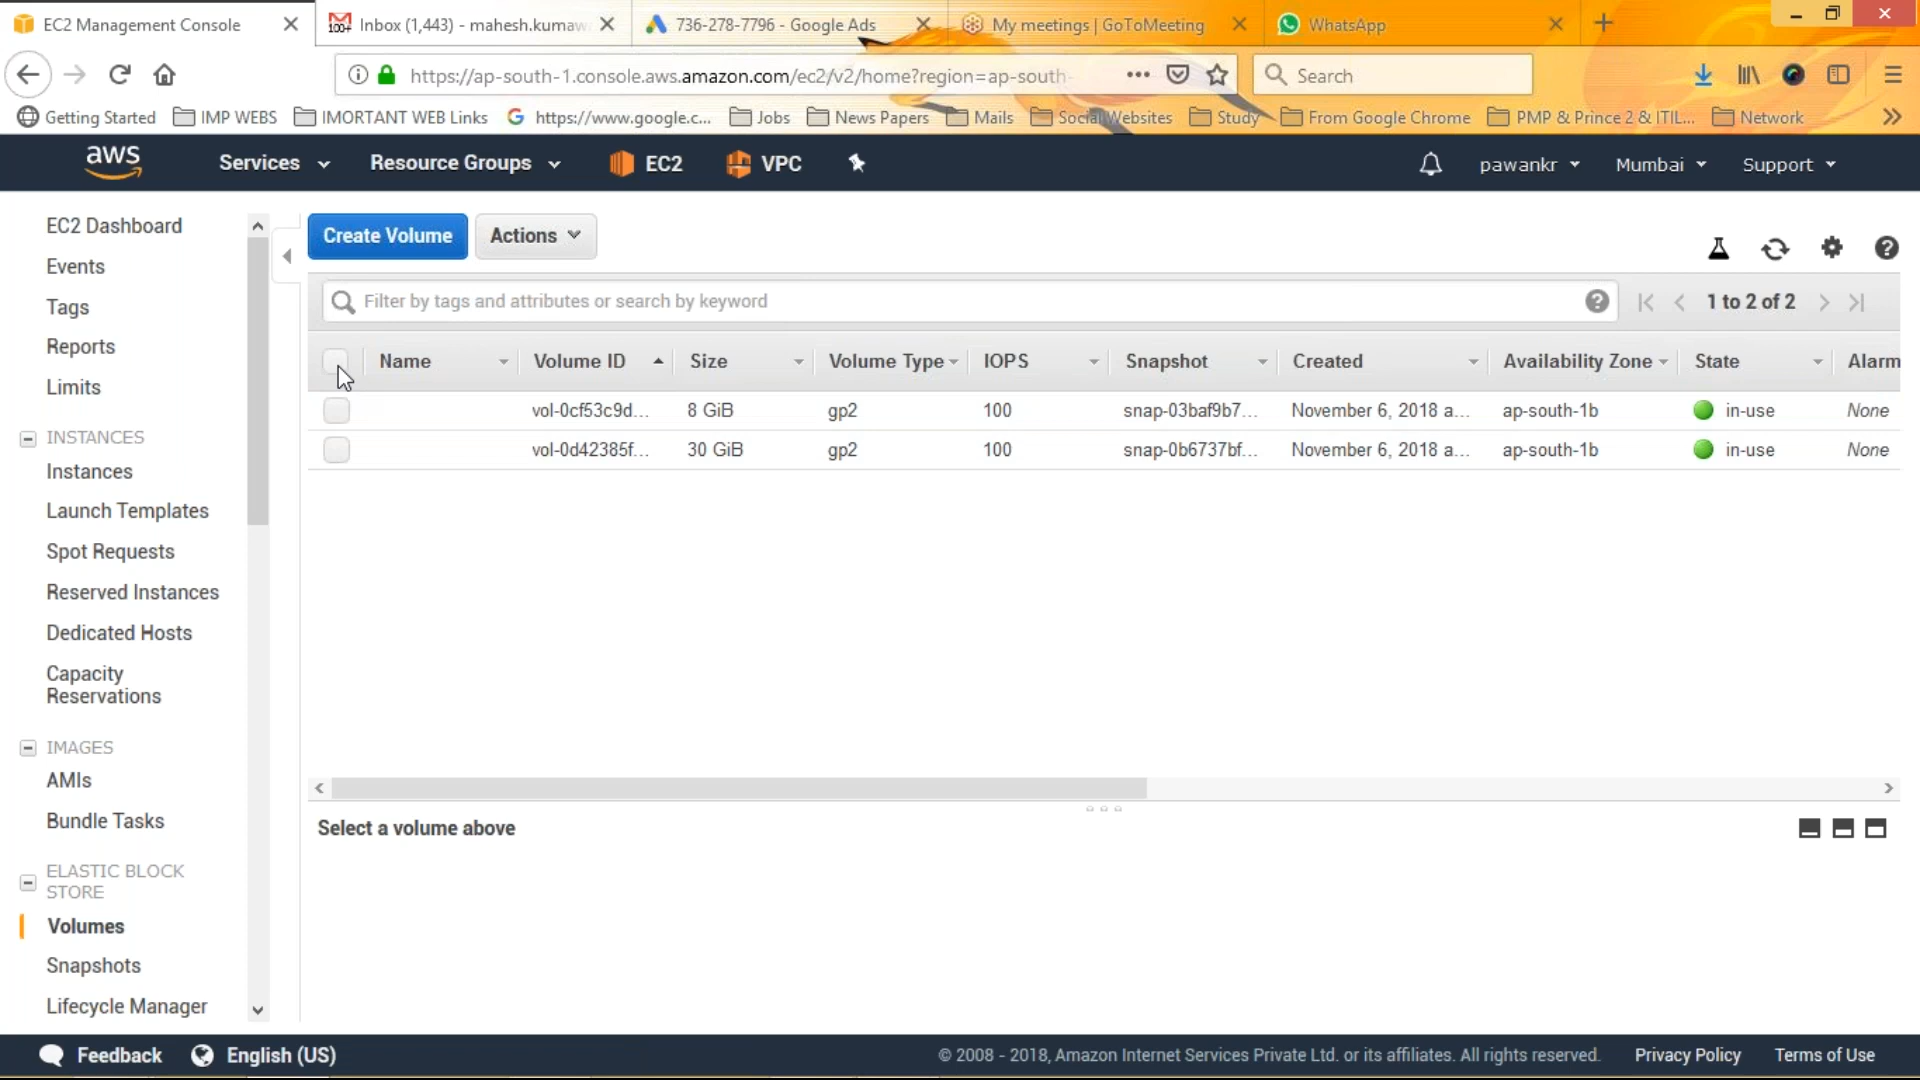 EC2 Management Console
Inbox (1,443) - mahesh.kumaw
736-278-7796 - Google Ads
My meetings | GoToMeeting
WhatsApp
https://ap-south-1.console.aws.amazon.com/ec2/v2/home?region=ap-south-
Search
Getting Started
IMP WEBS
IMORTANT WEB Links
https://www.google.c...
Jobs
News Papers
Mails
Social Websites
Study
From Google Chrome
PMP & Prince 2 & ITIL...
Network
aws
Services
Resource Groups
EC2
VPC
pawankr
Mumbai
Support
EC2 Dashboard
Events
Tags
Reports
Limits
INSTANCES
Instances
Launch Templates
Spot Requests
Reserved Instances
Dedicated Hosts
Capacity
Reservations
IMAGES
AMIs
Bundle Tasks
ELASTIC BLOCK
STORE
Volumes
Snapshots
Lifecycle Manager
Create Volume
Actions
Filter by tags and attributes or search by keyword
1 to 2 of 2
Name Volume ID Size Volume Type IOPS Snapshot Created Availability Zone State Alarm
vol-0cf53c9d... 8 GiB gp2 100 snap-03baf9b7... November 6, 2018 a... ap-south-1b in-use None
vol-0d42385f... 30 GiB gp2 100 snap-0b6737bf... November 6, 2018 a... ap-south-1b in-use None
Select a volume above
Feedback
English (US)
© 2008 - 2018, Amazon Internet Services Private Ltd. or its affiliates. All rights reserved.
Privacy Policy
Terms of Use